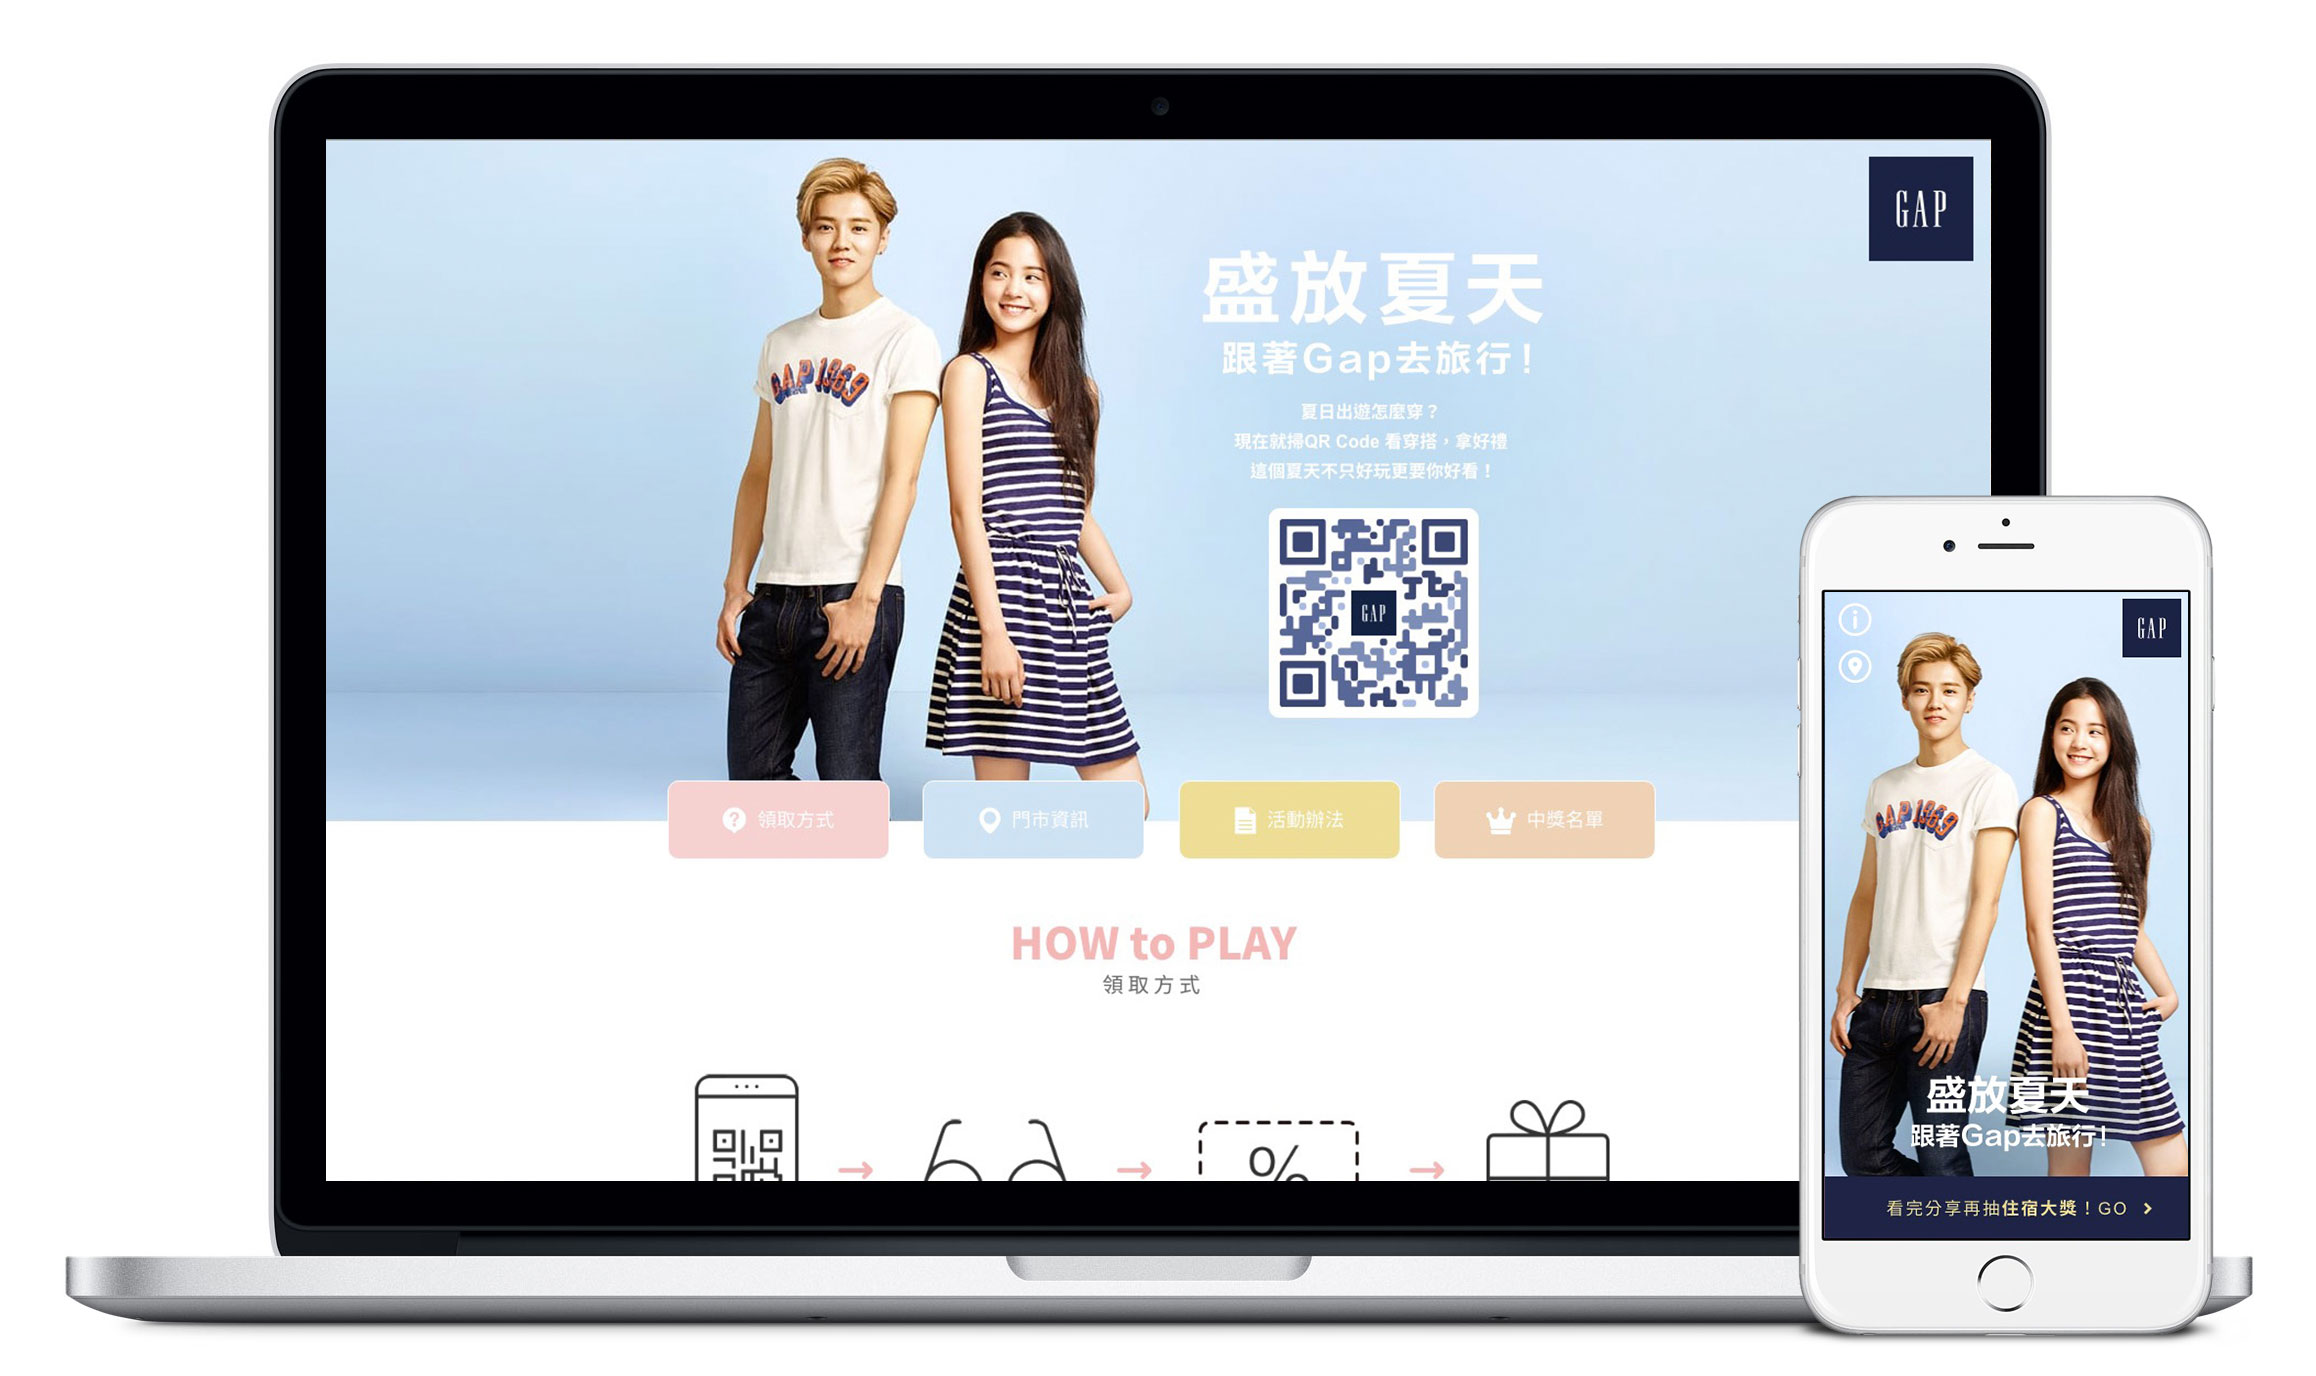 GAP
盛放夏天
跟著Gap去旅行!
夏日出遊怎麼穿？
現在就掃QR Code 看穿搭，拿好禮
這個夏天不只好玩更要你好看！
GAP 1969
GAP
領取方式
門市資訊
活動辦法
中獎名單
HOW to PLAY
領取方式
%
GAP
GAP 1969
盛放夏天
跟著Gap去旅行!
看完分享再抽住宿大獎！GO